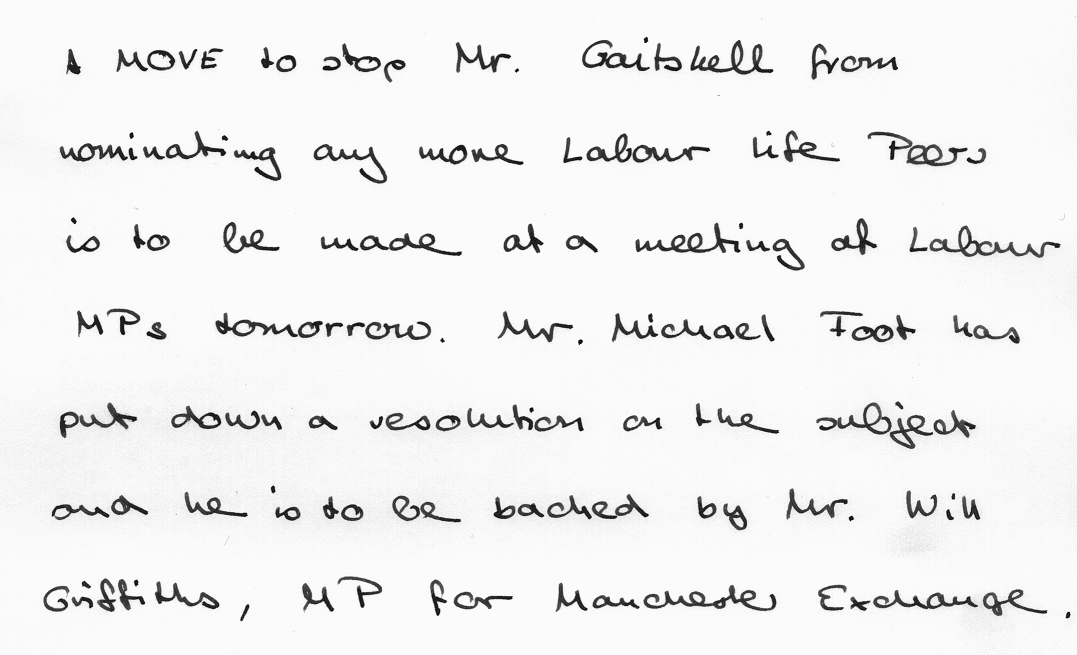 A MOVE to stop Mr. Gaitskell from
nominating any more Labour life Peers
is to be made at a meeting of Labour
MPs tomorrow. Mr. Michael Foot has
put down a resolution on the subject
and he is to be backed by Mr. Will
Griffiths, MP for Manchester Exchange.